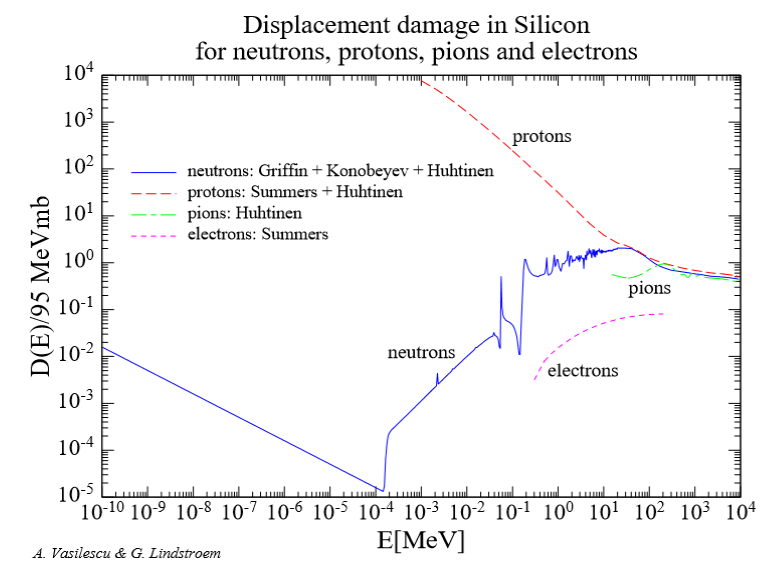 Displacement damage in Silicon
for neutrons, protons, pions and electrons
10^4
10^3
10^2
10^1
10^0
10^-1
10^-2
10^-3
10^-4
10^-5
D(E)/95 MeVmb
protons
neutrons: Griffin + Konobeyev + Huhtinen
protons: Summers + Huhtinen
pions: Huhtinen
electrons: Summers
pions
neutrons
electrons
10^-10 10^-9 10^-8 10^-7 10^-6 10^-5 10^-4 10^-3 10^-2 10^-1 10^0 10^1 10^2 10^3 10^4
E[MeV]
A. Vasilescu & G. Lindstroem